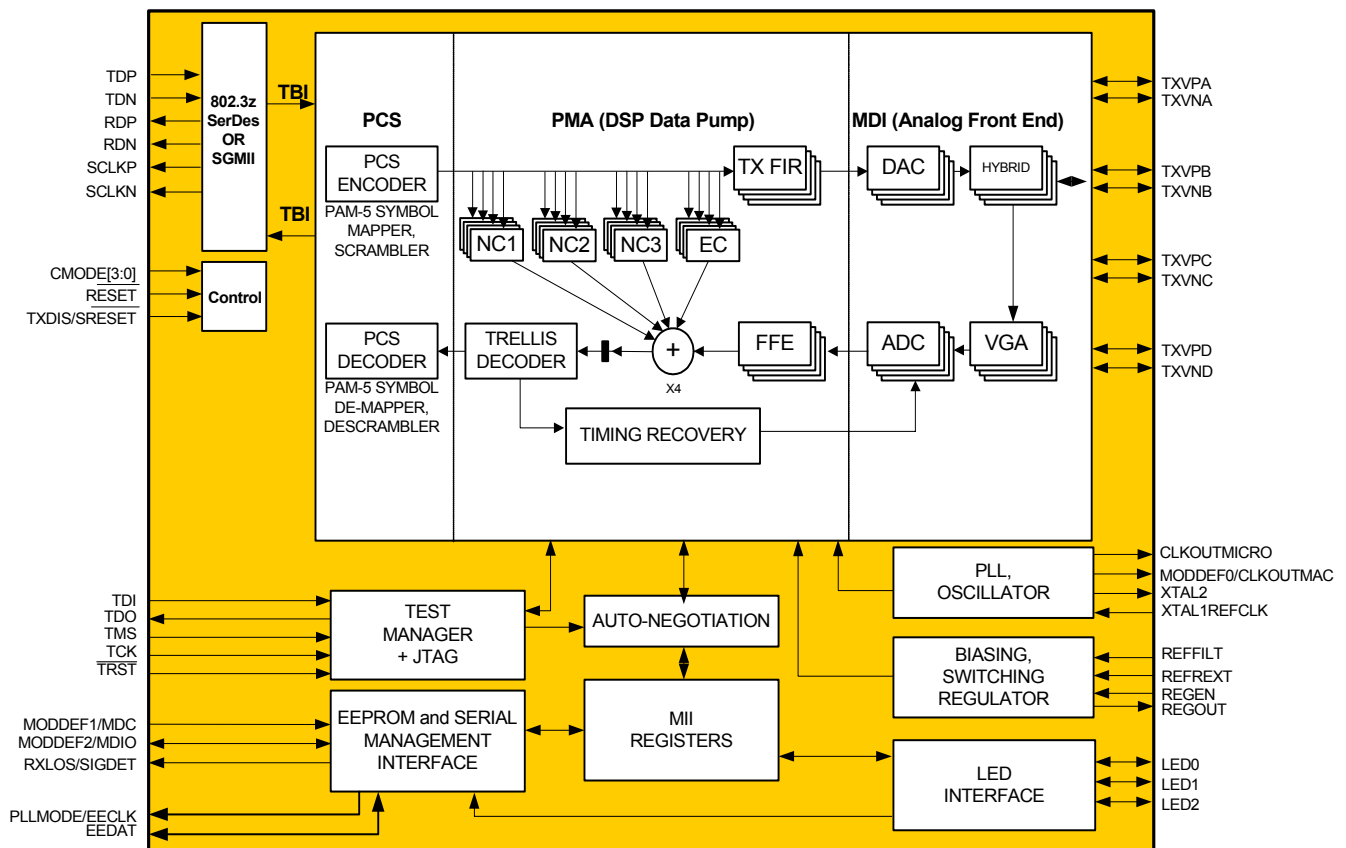 TDP
TDN
RDP
RDN
SCLKP
SCLKN
802.3z
SerDes
OR
SGMII
TBI
TBI
CMODE[3:0]
RESET
TXDIS/SRESET
Control
PCS
PMA (DSP Data Pump)
MDI (Analog Front End)
PCS
ENCODER
PAM-5 SYMBOL
MAPPER,
SCRAMBLER
NC1
NC2
NC3
EC
TX FIR
DAC
HYBRID
PCS
DECODER
PAM-5 SYMBOL
DE-MAPPER,
DESCRAMBLER
TRELLIS
DECODER
+
X4
FFE
ADC
VGA
TIMING RECOVERY
TXVPA
TXVNA
TXVPB
TXVNB
TXVPC
TXVNC
TXVPD
TXVND
TDI
TDO
TMS
TCK
TRST
TEST
MANAGER
+ JTAG
AUTO-NEGOTIATION
PLL,
OSCILLATOR
CLKOUTMICRO
MODDEF0/CLKOUTMAC
XTAL2
XTAL1REFCLK
BIASING,
SWITCHING
REGULATOR
REFFILT
REFREXT
REGEN
REGOUT
MODDEF1/MDC
MODDEF2/MDIO
RXLOS/SIGDET
PLLMODE/EECLK
EEDAT
EEPROM and SERIAL
MANAGEMENT
INTERFACE
MII
REGISTERS
LED
INTERFACE
LED0
LED1
LED2